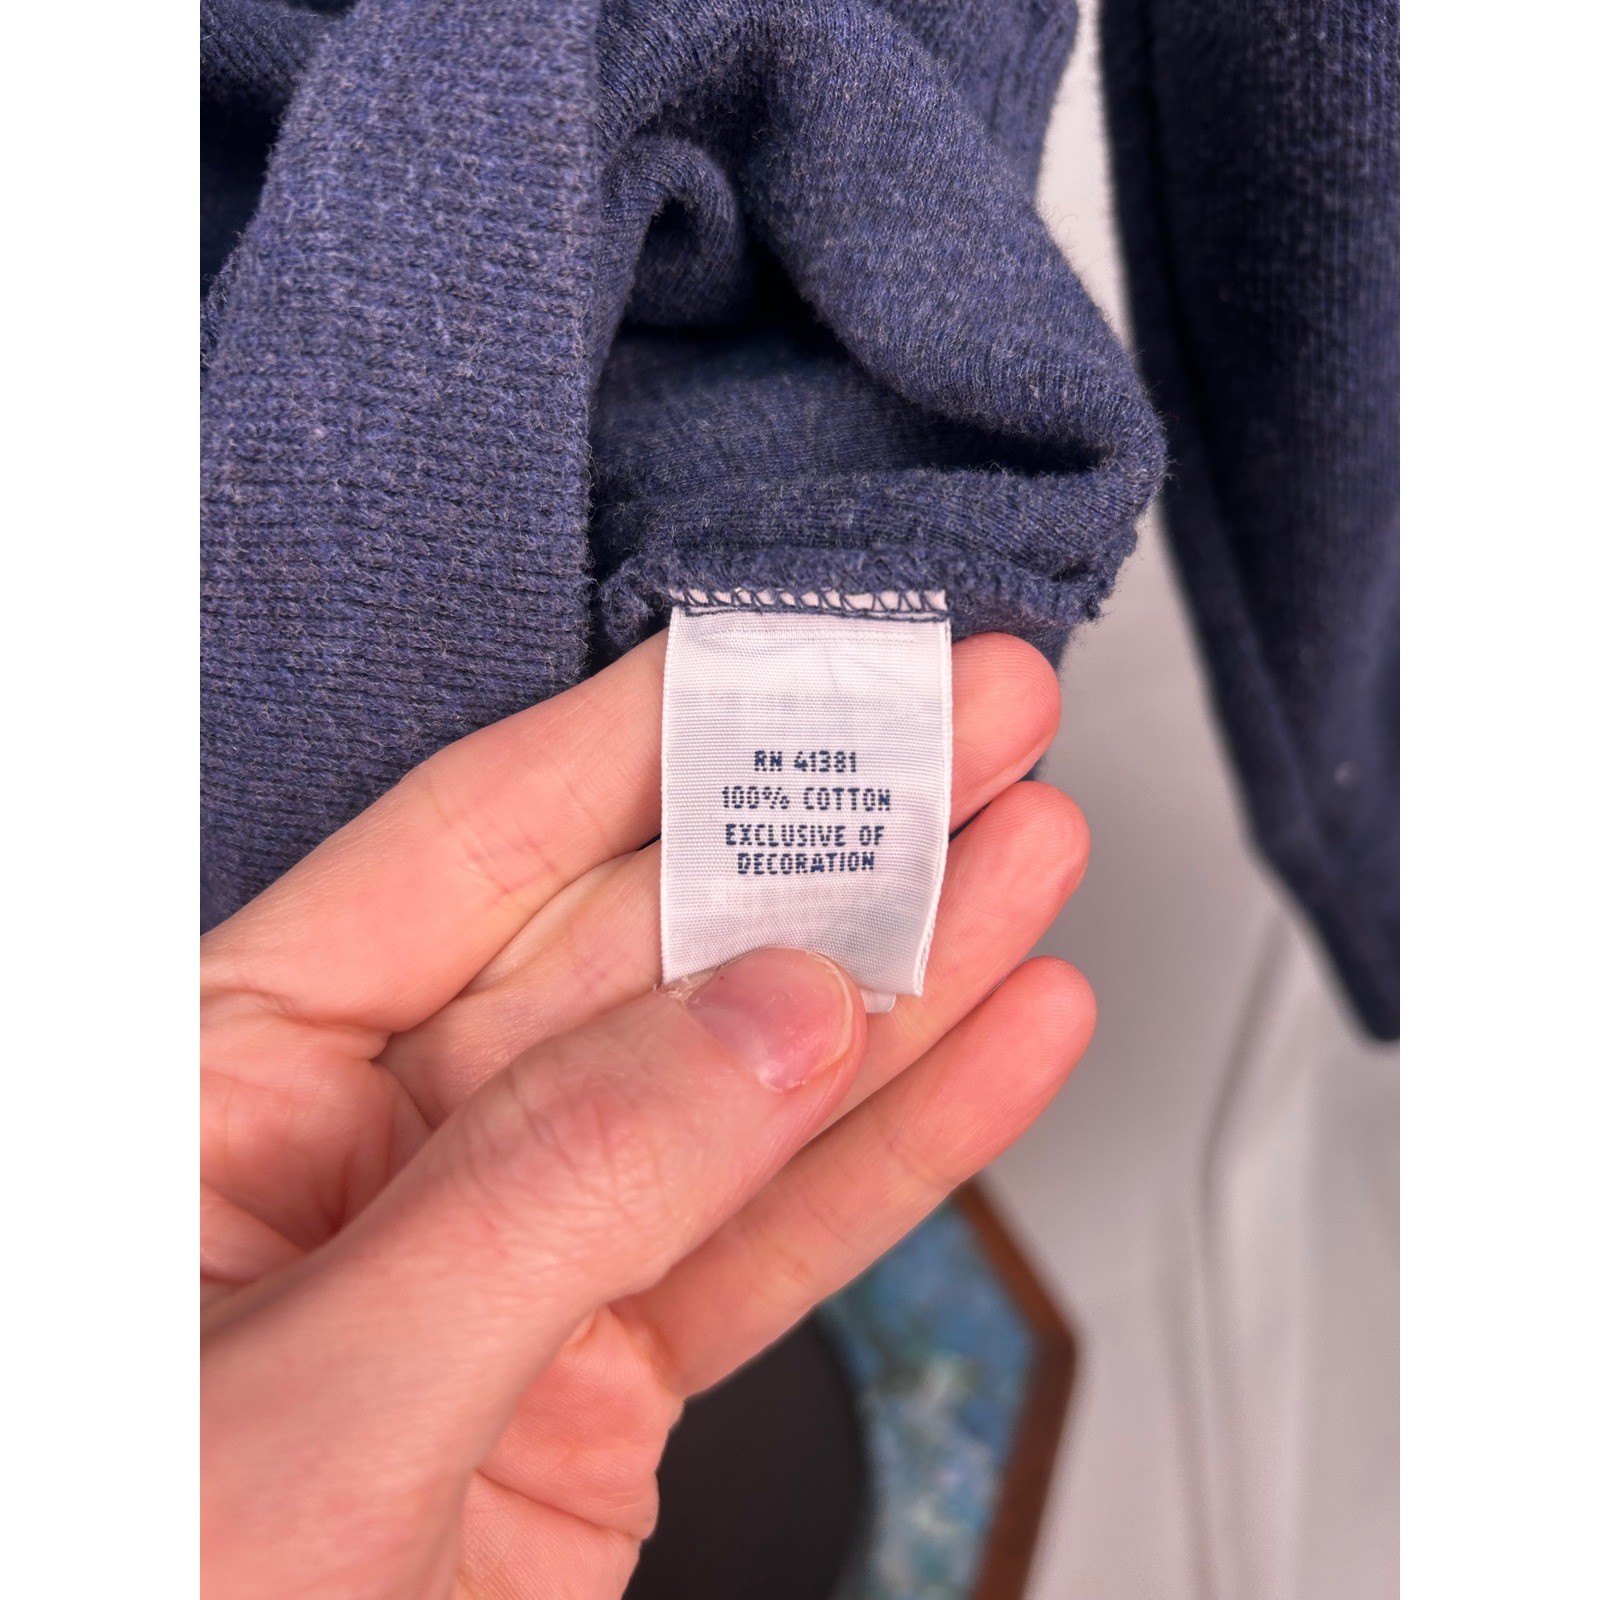 RN 41381
100% COTTON
EXCLUSIVE OF
DECORATION